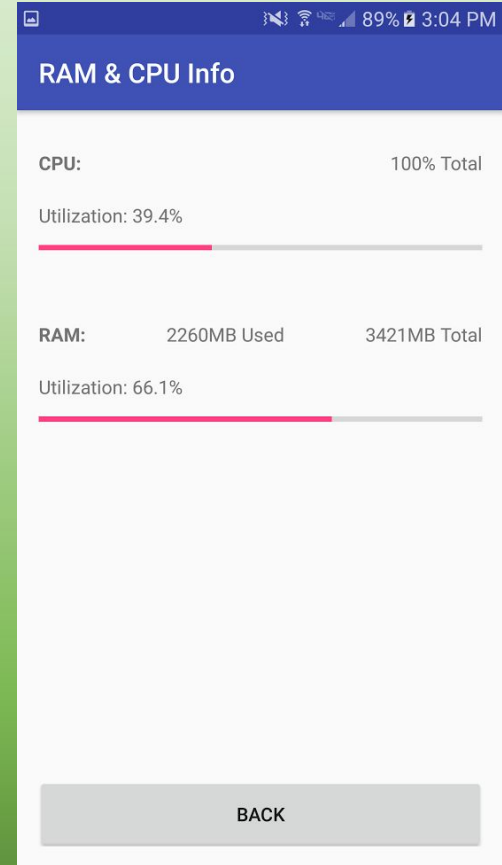 89% 3:04 PM
RAM & CPU Info
CPU: 100% Total
Utilization: 39.4%
RAM: 2260MB Used 3421MB Total
Utilization: 66.1%
BACK